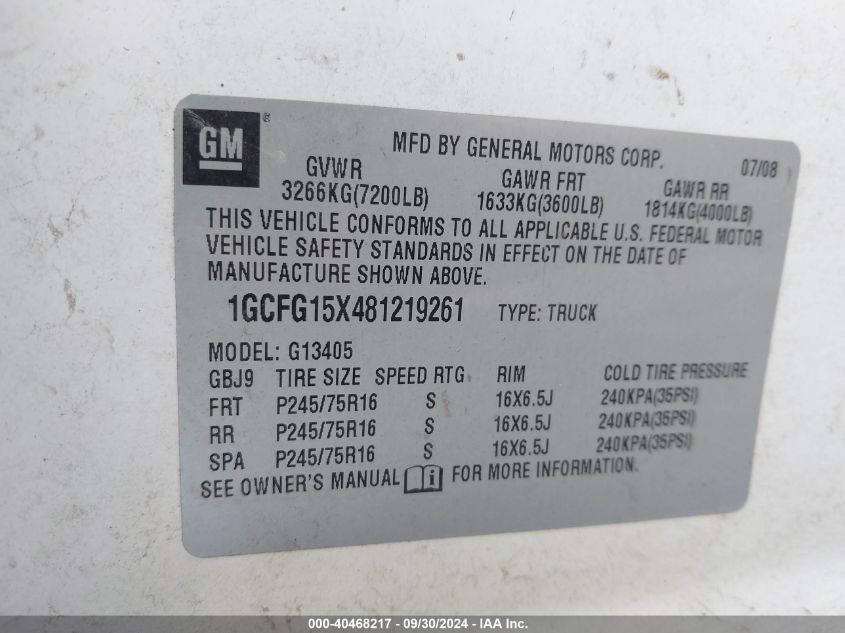 GM ®
MFD BY GENERAL MOTORS CORP. 07/08
GVWR GAWR FRT GAWR RR
3266KG(7200LB) 1633KG(3600LB) 1814KG(4000LB)
THIS VEHICLE CONFORMS TO ALL APPLICABLE U.S. FEDERAL MOTOR
VEHICLE SAFETY STANDARDS IN EFFECT ON THE DATE OF
MANUFACTURE SHOWN ABOVE.
1GCFG15X481219261 TYPE: TRUCK
MODEL: G13405
GBJ9 TIRE SIZE SPEED RTG RIM COLD TIRE PRESSURE
FRT P245/75R16 S 16X6.5J 240KPA(35PSI)
RR P245/75R16 S 16X6.5J 240KPA(35PSI)
SPA P245/75R16 S 16X6.5J 240KPA(35PSI)
SEE OWNER'S MANUAL i FOR MORE INFORMATION.
000-40468217 - 09/30/2024 - IAA Inc.